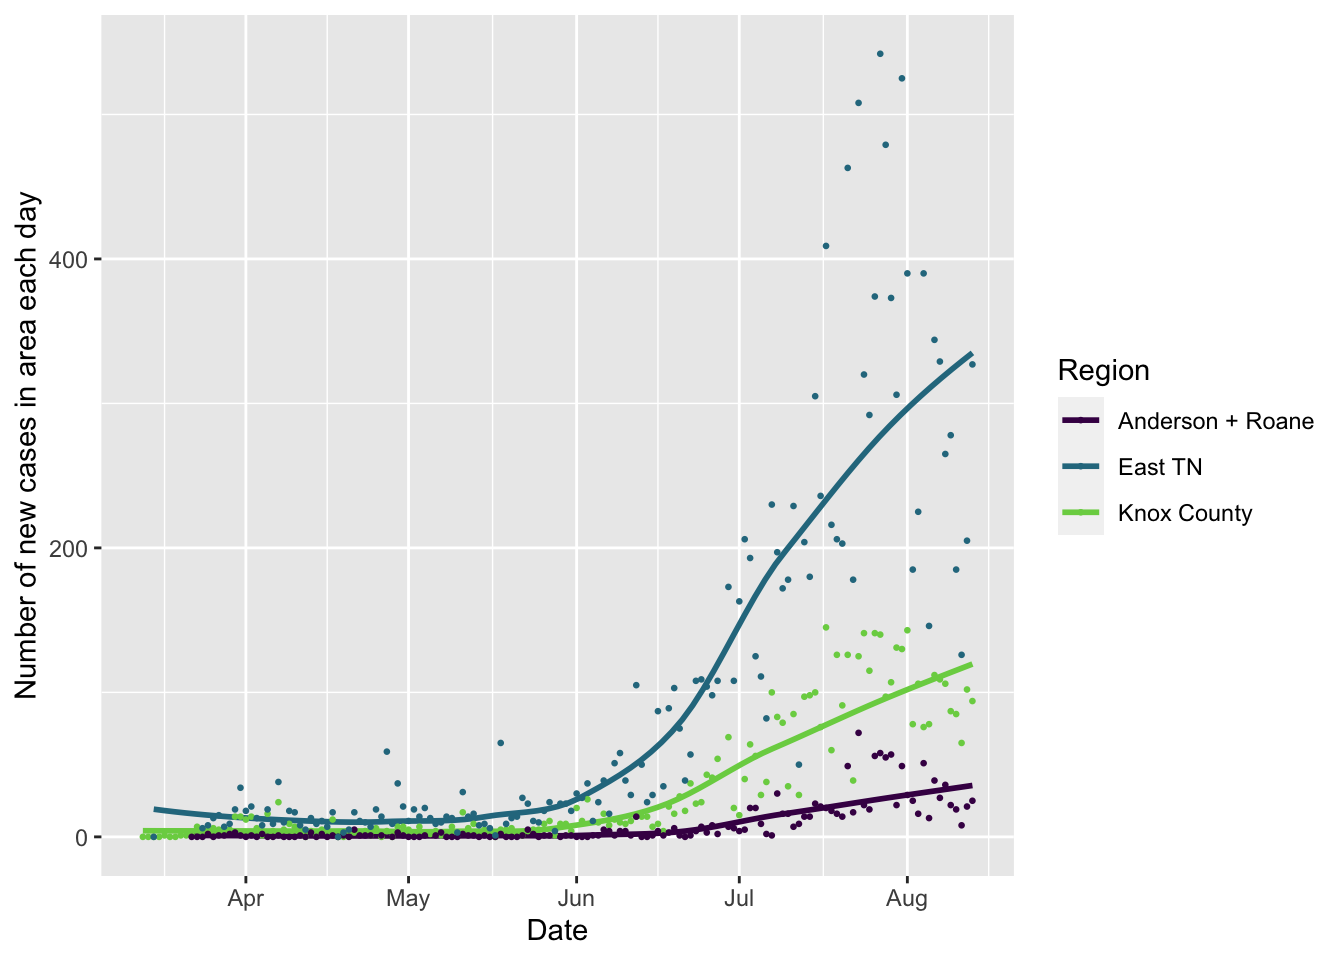 Number of new cases in area each day
400
200
0
Apr
May
Jun
Jul
Aug
Date
Region
Anderson + Roane
East TN
Knox County